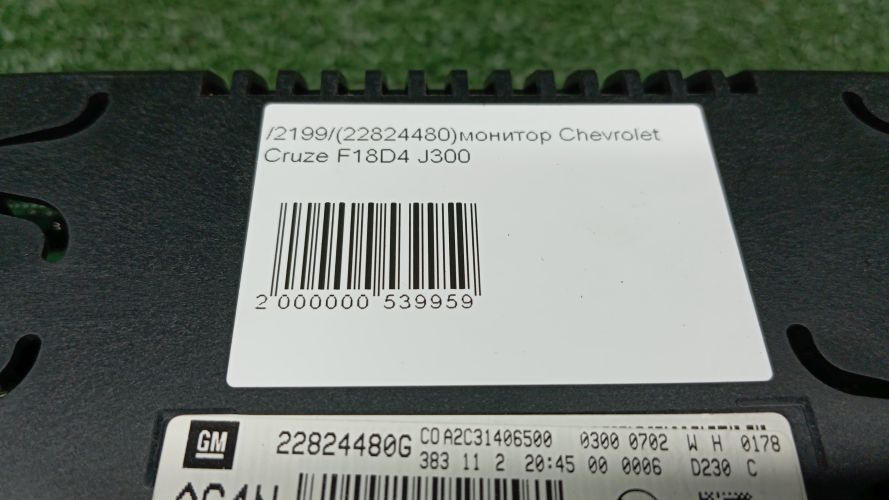 /2199/(22824480)монитор Chevrolet
Cruze F18D4 J300
2 000000 539959
GM 22824480G CO A2C31406500 0300 0702 W H 0178
383 11 2 20:45 00 0006 D230 C